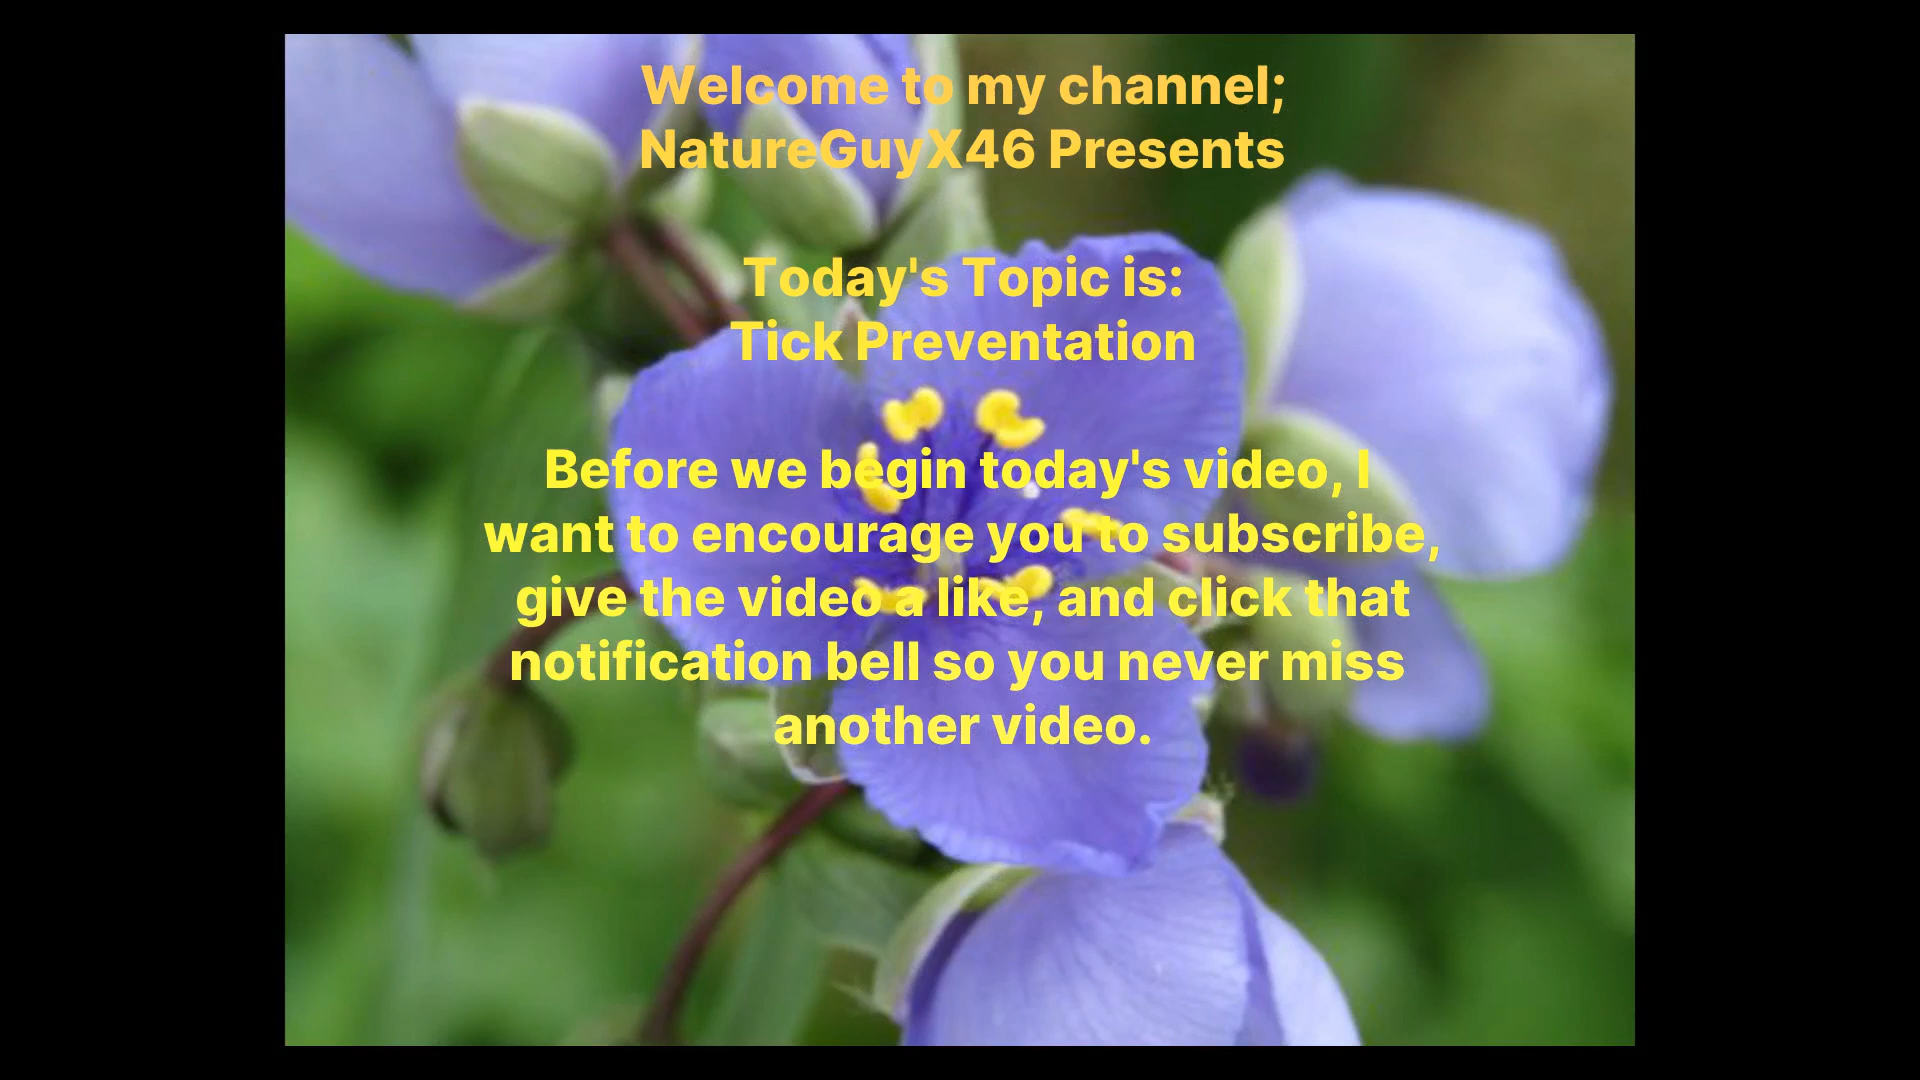 Welcome to my channel;
NatureGuyX46 Presents
Today's Topic is:
Tick Preventation
Before we begin today's video, I
want to encourage you to subscribe,
give the video a like, and click that
notification bell so you never miss
another video.